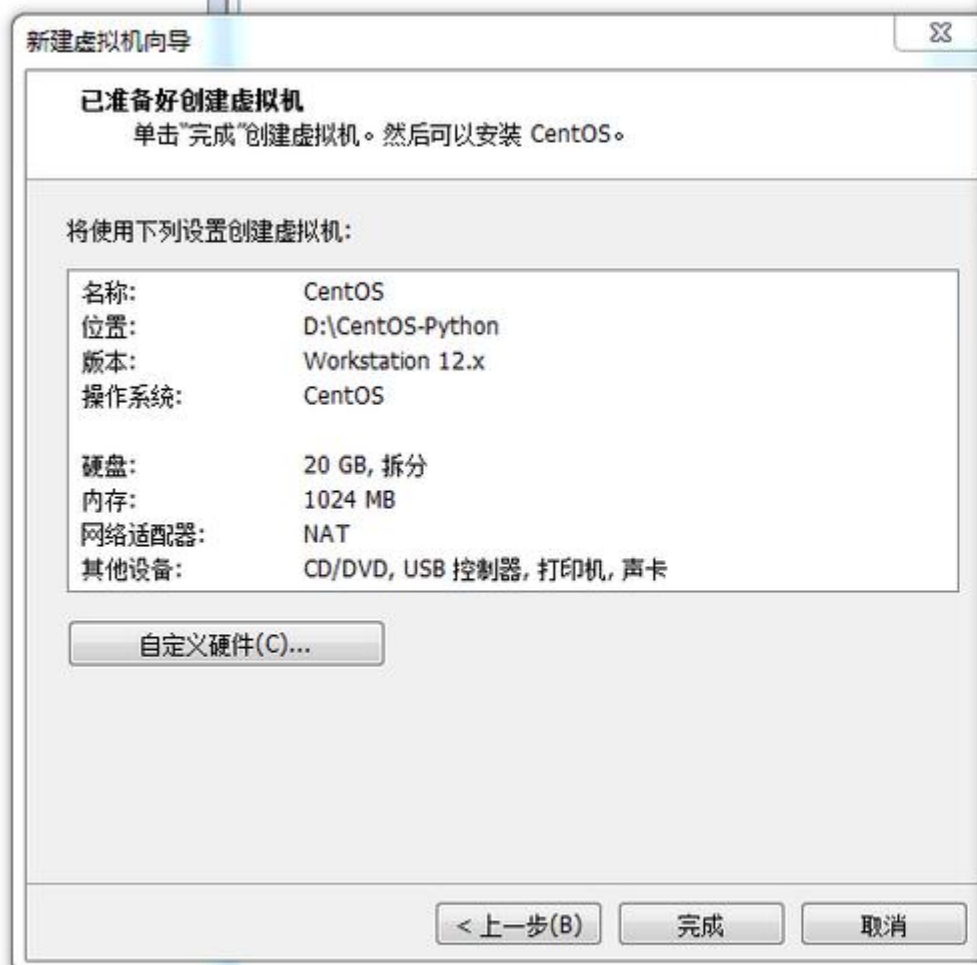 新建虚拟机向导
已准备好创建虚拟机
单击"完成"创建虚拟机。然后可以安装 CentOS。
将使用下列设置创建虚拟机:
名称: CentOS
位置: D:\CentOS-Python
版本: Workstation 12.x
操作系统: CentOS
硬盘: 20 GB, 拆分
内存: 1024 MB
网络适配器: NAT
其他设备: CD/DVD, USB 控制器, 打印机, 声卡
自定义硬件(C)...
< 上一步(B) 完成 取消